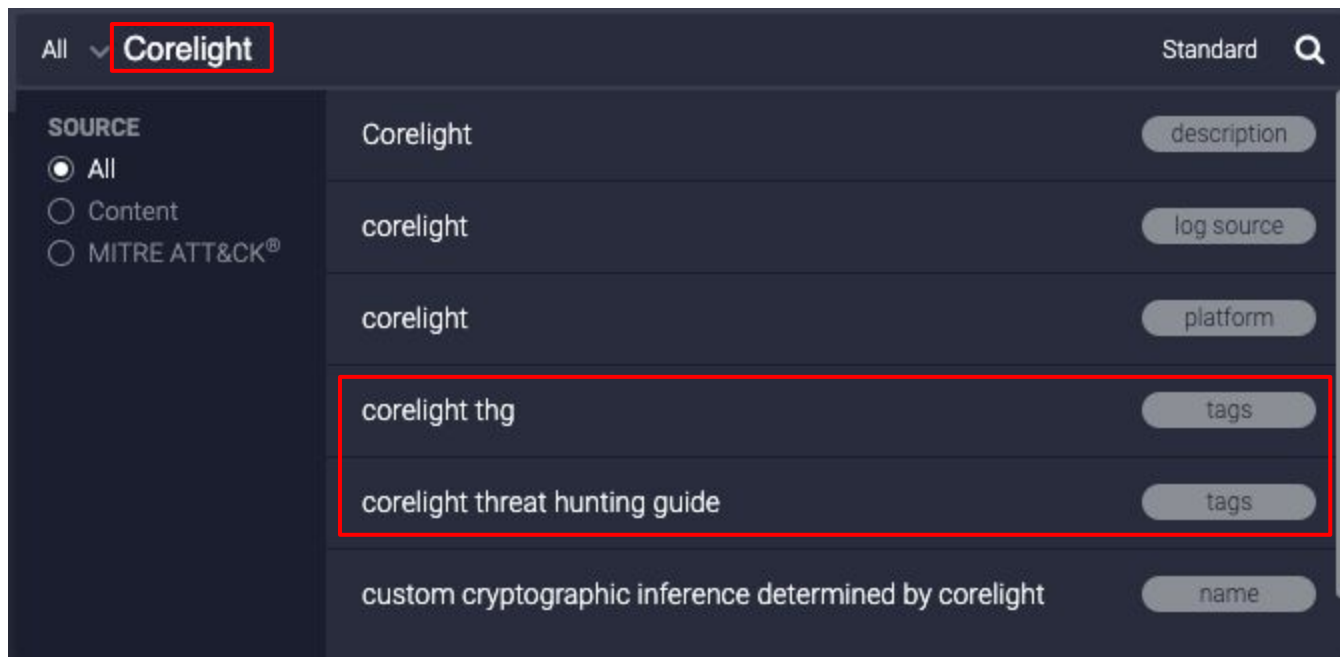 All Corelight Standard
SOURCE
All
Content
MITRE ATT&CK®
Corelight description
corelight log source
corelight platform
corelight thg tags
corelight threat hunting guide tags
custom cryptographic inference determined by corelight name